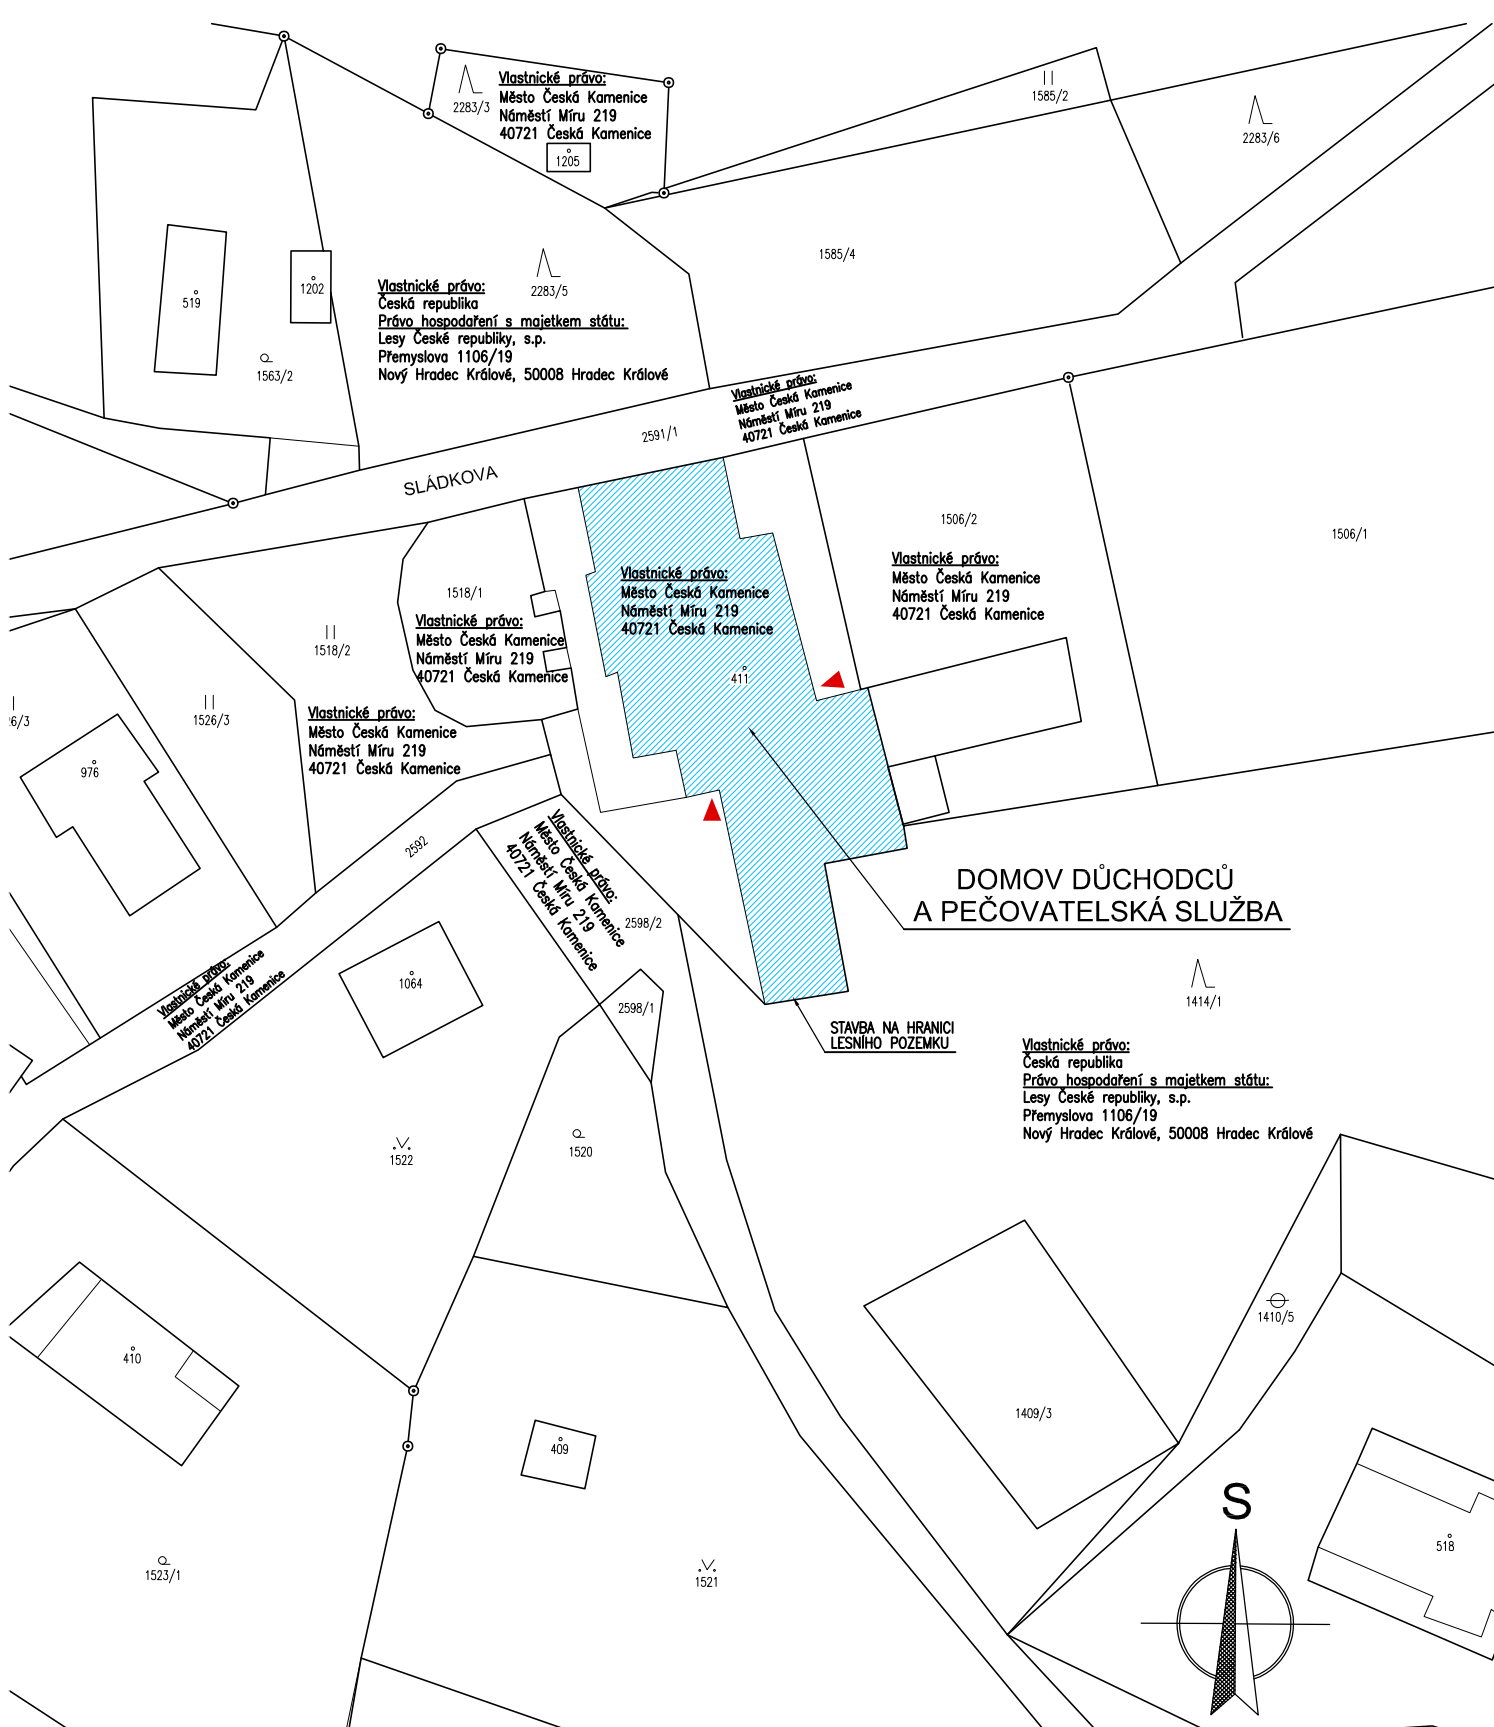 Vlastnické právo:
Město Česká Kamenice
Náměstí Míru 219
40721 Česká Kamenice
2283/3
1205
1585/2
2283/6
1585/4
519
1202
2283/5
1563/2
Vlastnické právo:
Česká republika
Právo hospodaření s majetkem státu:
Lesy České republiky, s.p.
Přemyslova 1106/19
Nový Hradec Králové, 50008 Hradec Králové
Vlastnické právo:
Město Česká Kamenice
Náměstí Míru 219
40721 Česká Kamenice
2591/1
SLÁDKOVA
1506/2
1506/1
Vlastnické právo:
Město Česká Kamenice
Náměstí Míru 219
40721 Česká Kamenice
Vlastnické právo:
Město Česká Kamenice
Náměstí Míru 219
40721 Česká Kamenice
411
1518/1
Vlastnické právo:
Město Česká Kamenice
Náměstí Míru 219
40721 Česká Kamenice
1518/2
Vlastnické právo:
Město Česká Kamenice
Náměstí Míru 219
40721 Česká Kamenice
6/3
1526/3
976
2592
Vlastnické právo:
Město Česká Kamenice
Náměstí Míru 219
40721 Česká Kamenice
2598/2
DOMOV DŮCHODCŮ
A PEČOVATELSKÁ SLUŽBA
Vlastnické právo:
Město Česká Kamenice
Náměstí Míru 219
40721 Česká Kamenice
1064
2598/1
1414/1
STAVBA NA HRANICI
LESNÍHO POZEMKU
Vlastnické právo:
Česká republika
Právo hospodaření s majetkem státu:
Lesy České republiky, s.p.
Přemyslova 1106/19
Nový Hradec Králové, 50008 Hradec Králové
1522
1520
1410/5
410
1409/3
409
S
518
1523/1
1521